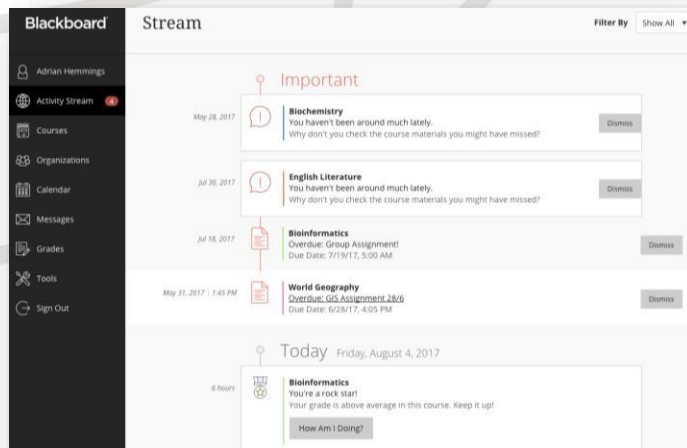 Blackboard
Stream
Filter By Show All
Adrian Hemmings
Activity Stream 4
Courses
Organizations
Calendar
Messages
Grades
Tools
Sign Out
Important
May 28, 2017
Biochemistry
You haven't been around much lately.
Why don't you check the course materials you might have missed?
Dismiss
Jul 30, 2017
English Literature
You haven't been around much lately.
Why don't you check the course materials you might have missed?
Dismiss
Jul 18, 2017
Bioinformatics
Overdue: Group Assignment!
Due Date: 7/19/17, 5:00 AM
Dismiss
May 31, 2017 | 1:45 PM
World Geography
Overdue: GIS Assignment 28/6
Due Date: 6/28/17, 4:05 PM
Dismiss
Today Friday, August 4, 2017
6 hours
Bioinformatics
You're a rock star!
Your grade is above average in this course. Keep it up!
How Am I Doing?